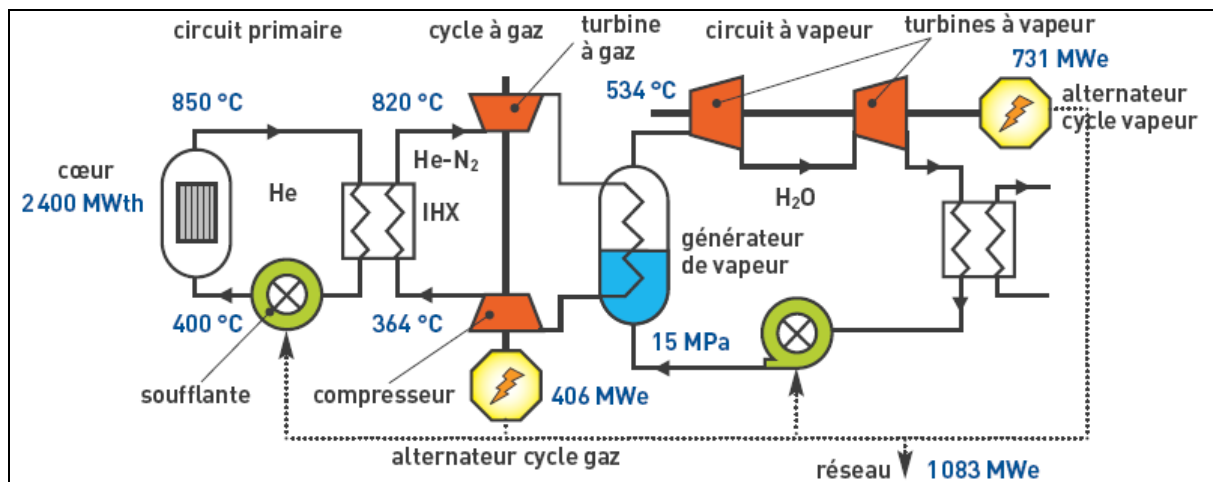 circuit primaire
cycle à gaz
turbine
à gaz
circuit à vapeur
turbines à vapeur
731 MWe
850 °C
820 °C
534 °C
alternateur
cycle vapeur
cœur
2 400 MWth
He
He-N₂
IHX
H₂O
générateur
de vapeur
400 °C
364 °C
15 MPa
soufflante
compresseur
406 MWe
alternateur cycle gaz
réseau
1 083 MWe